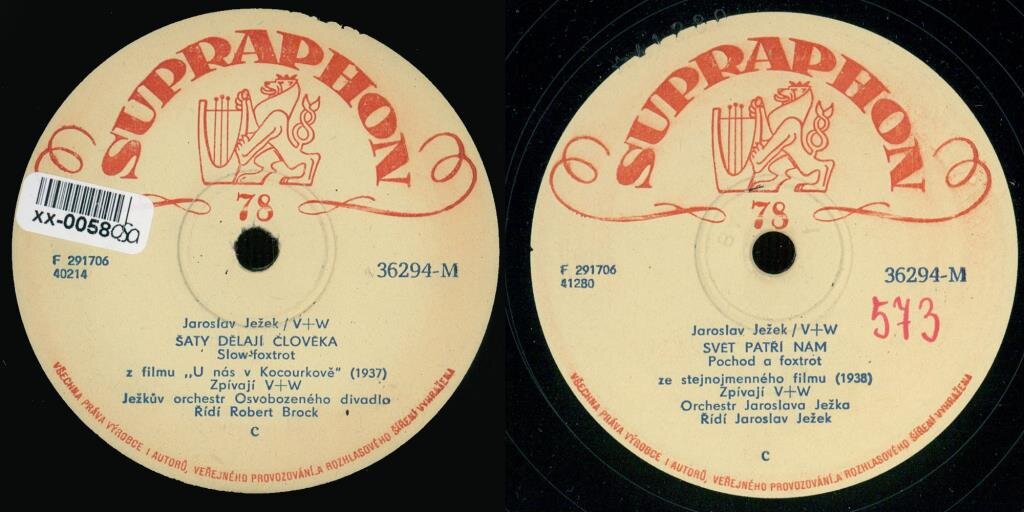 SUPRAPHON
78
xx-0058
F 291706
40214
36294-M
Jaroslav Ježek / V+W
ŠATY DĚLAJÍ ČLOVĚKA
Slow-foxtrot
z filmu „U nás v Kocourkově" (1937)
Zpívají V+W
Ježkův orchestr Osvobozeného divadla
Řídí Robert Brock
c
VŠECHNA PRÁVA VÝROBCE I AUTORŮ, VEŘEJNÉHO PROVOZOVÁNÍ A ROZHLASOVÉHO ŠÍŘENÍ VYHRAŽENA
SUPRAPHON
78
F 291706
41280
36294-M
573
Jaroslav Ježek / V+W
SVĚT PATŘÍ NÁM
Pochod a foxtrot
ze stejnojmenného filmu (1938)
Zpívají V+W
Orchestr Jaroslava Ježka
Řídí Jaroslav Ježek
c
VŠECHNA PRÁVA VÝROBCE I AUTORŮ, VEŘEJNÉHO PROVOZOVÁNÍ A ROZHLASOVÉHO ŠÍŘENÍ VYHRAŽENA